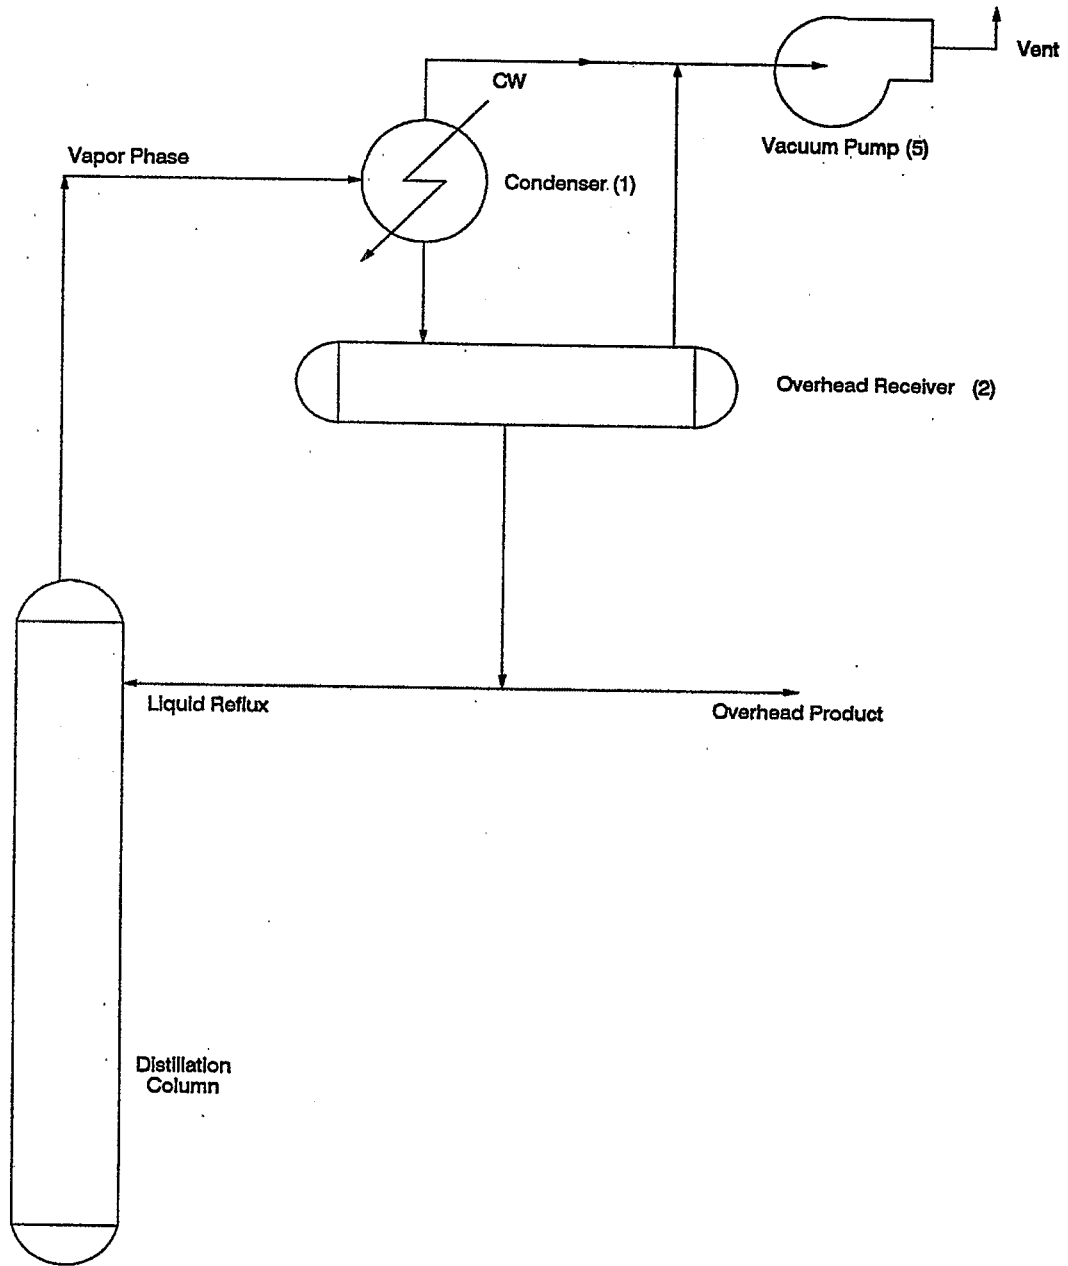 Vent
CW
Vacuum Pump (5)
Vapor Phase
Condenser (1)
Overhead Receiver (2)
Liquid Reflux
Overhead Product
Distillation
Column